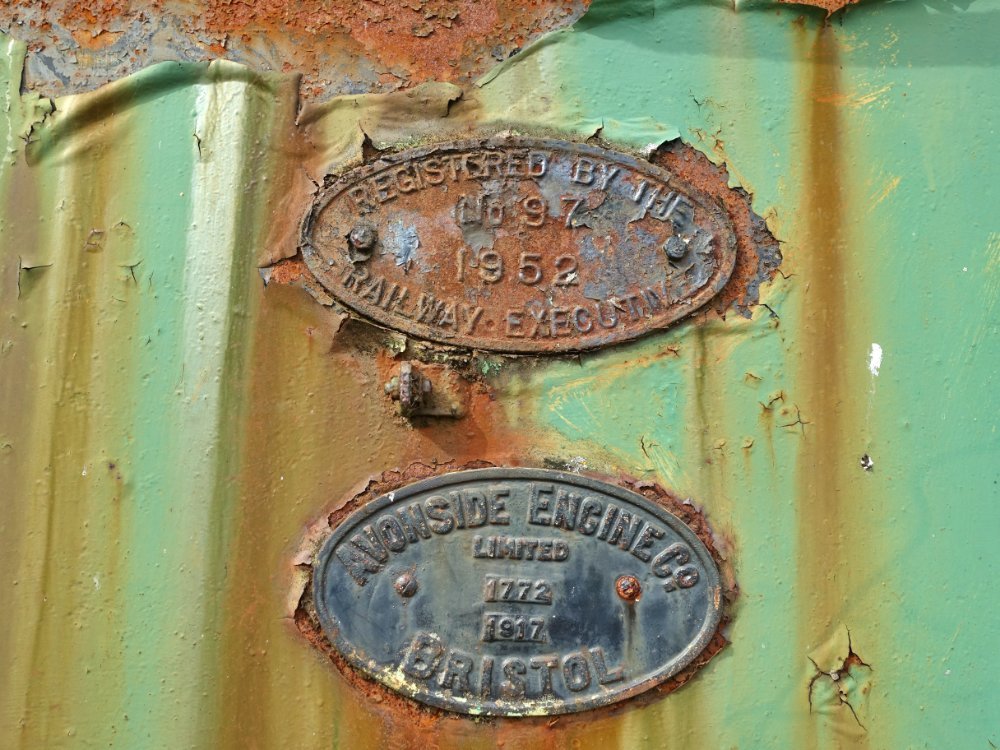 REGISTERED BY THE
No 97
1952
RAILWAY · EXECUTIVE
AVONSIDE ENGINE Co.
LIMITED
1772
1917
BRISTOL